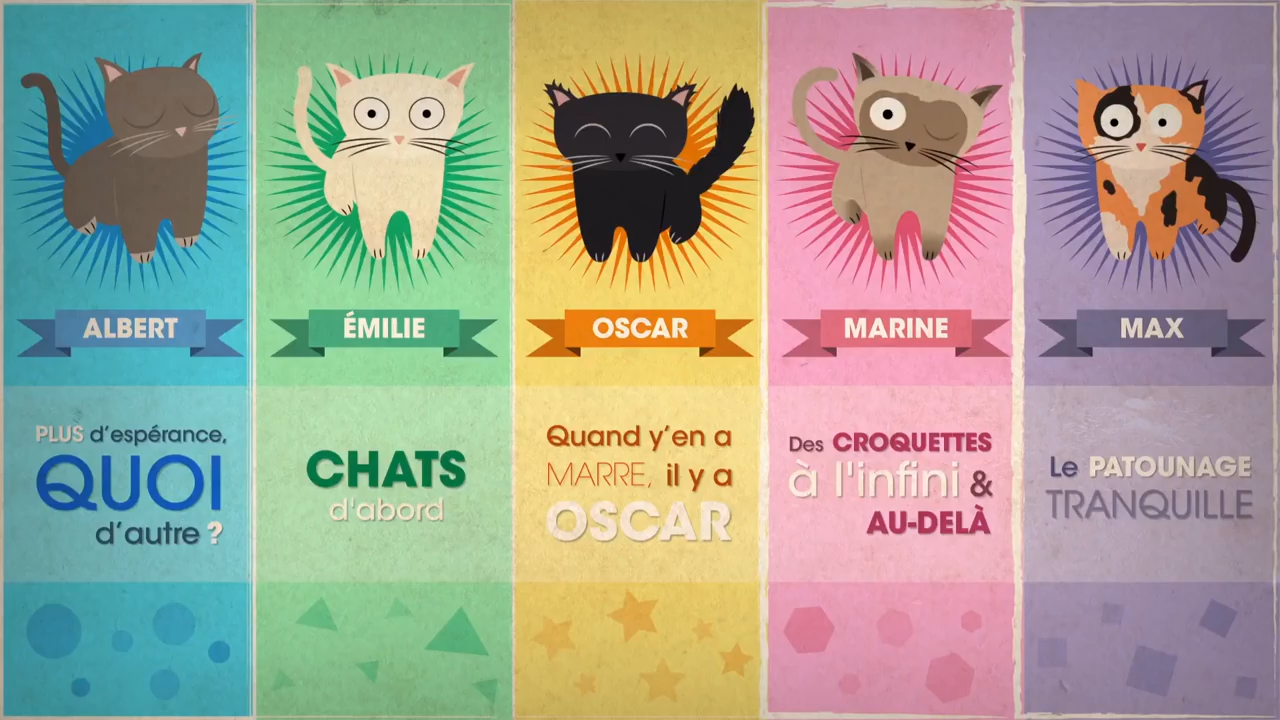 ALBERT
PLUS d'espérance,
QUOI
d'autre ?
ÉMILIE
CHATS
d'abord
OSCAR
Quand y'en a
MARRE, il y a
OSCAR
MARINE
Des CROQUETTES
à l'infini &
AU-DELÀ
MAX
Le PATOUNAGE
TRANQUILLE